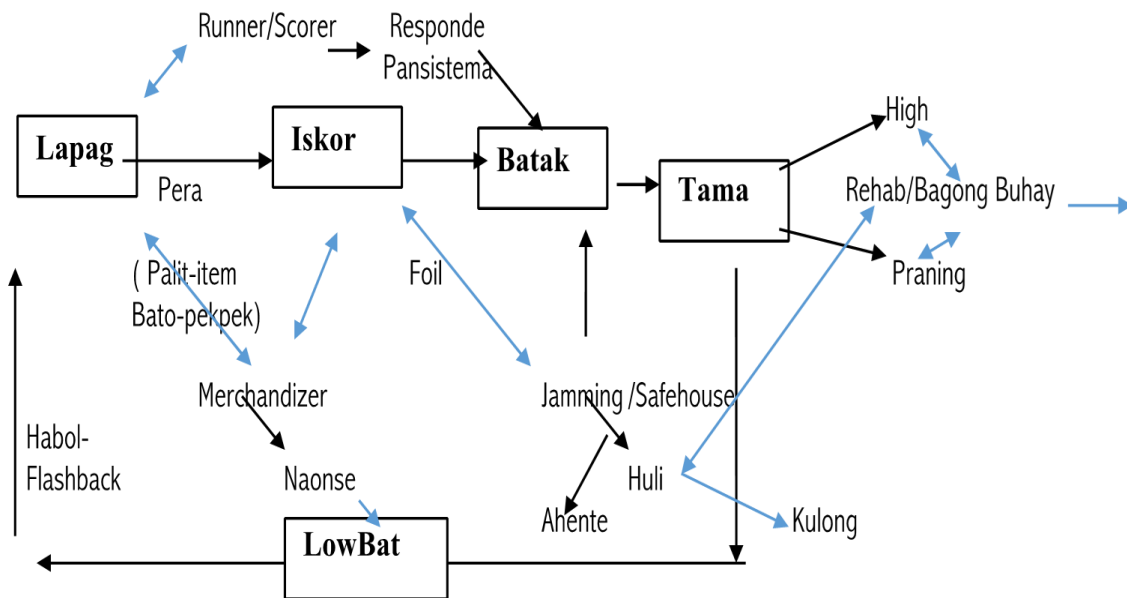 Runner/Scorer
Responde
Pansistema
Lapag
Iskor
Batak
Tama
High
Pera
Rehab/Bagong Buhay
( Palit-item
Bato-pekpek)
Foil
Praning
Merchandizer
Jamming /Safehouse
Habol-
Flashback
Naonse
Huli
Ahente
Kulong
LowBat